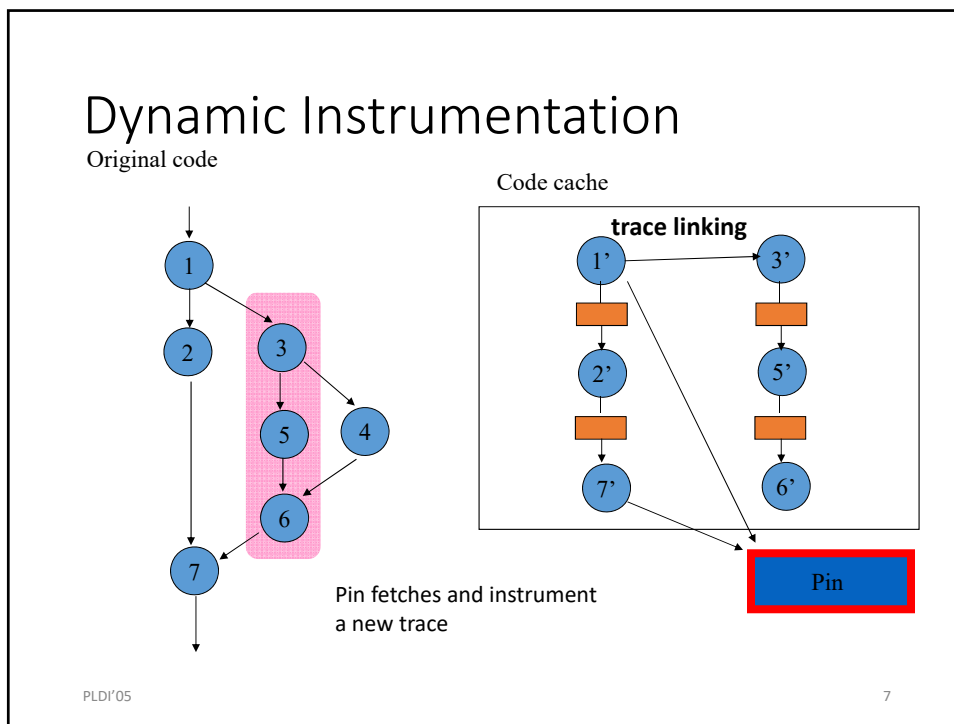 Dynamic Instrumentation
Original code
Code cache
trace linking
1
2
3
5
4
6
7
1’
3’
2’
5’
7’
6’
Pin
Pin fetches and instrument
a new trace
PLDI’05
7